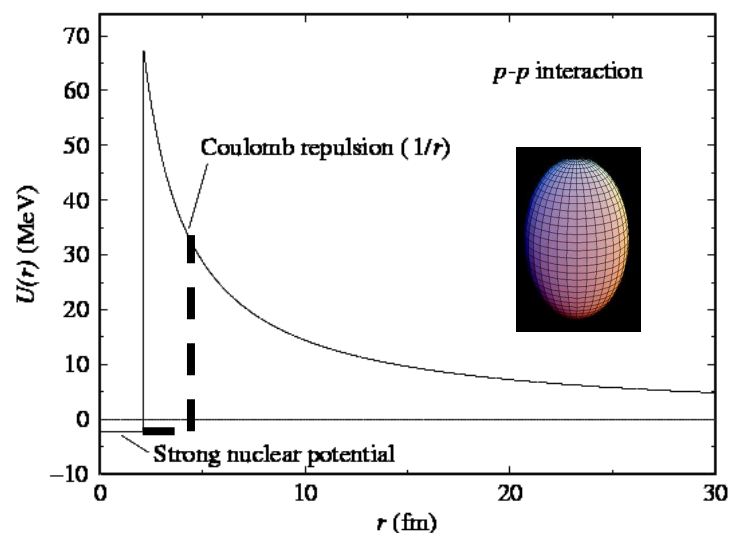 70
60
50
40
30
20
10
0
−10
U(r) (MeV)
p-p interaction
Coulomb repulsion (1/r)
Strong nuclear potential
0
10
20
30
r (fm)